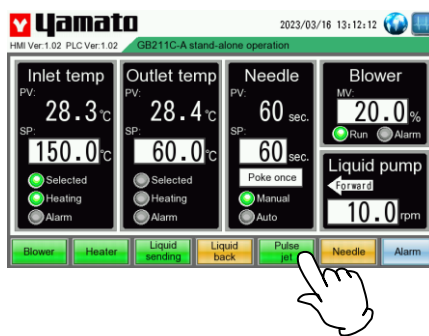 Yamato
2023/03/16 13:12:12
HMI Ver:1.02 PLC Ver:1.02
GB211C-A stand-alone operation
Inlet temp
PV:
28.3℃
SP:
150.0℃
Selected
Heating
Alarm
Outlet temp
PV:
28.4℃
SP:
60.0℃
Selected
Heating
Alarm
Needle
PV:
60 sec.
SP:
60 sec.
Poke once
Manual
Auto
Blower
MV:
20.0%
Run Alarm
Liquid pump
Forward
10.0 rpm
Blower
Heater
Liquid
sending
Liquid
back
Pulse
jet
Needle
Alarm